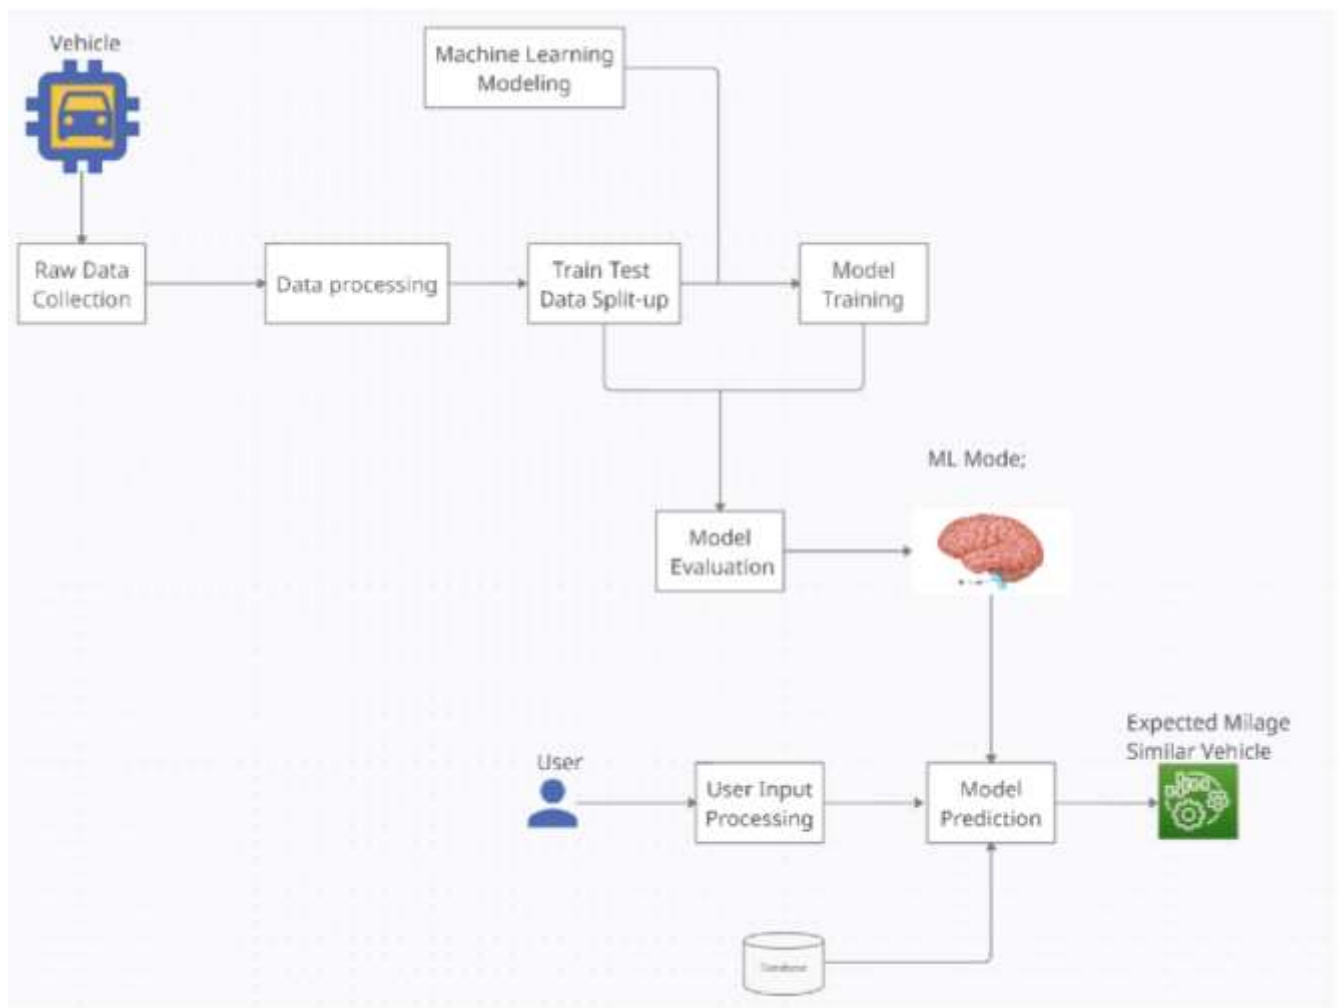 Vehicle
Machine Learning
Modeling
Raw Data
Collection
Data processing
Train Test
Data Split-up
Model
Training
ML Mode;
Model
Evaluation
Expected Milage
Similar Vehicle
User
User Input
Processing
Model
Prediction